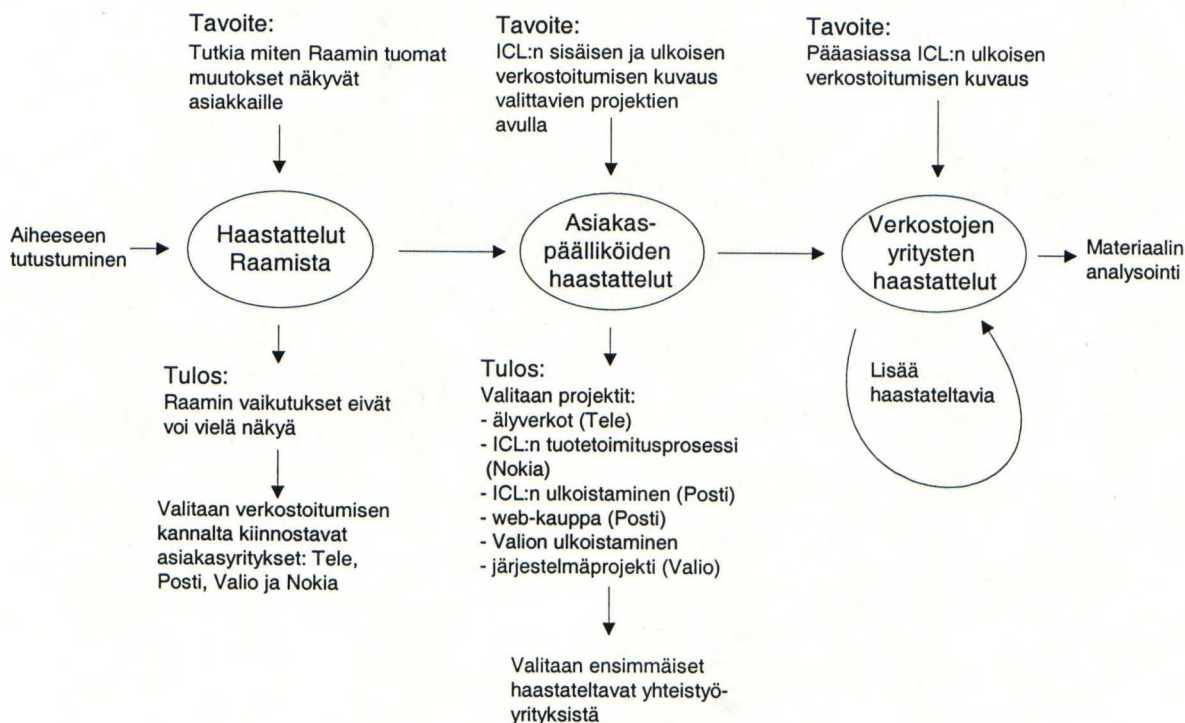 Tavoite:
Tutkia miten Raamin tuomat
muutokset näkyvät
asiakkaille
Tavoite:
ICL:n sisäisen ja ulkoisen
verkostoitumisen kuvaus
valittavien projektien
avulla
Tavoite:
Pääasiassa ICL:n ulkoisen
verkostoitumisen kuvaus
Aiheeseen
tutustuminen
Haastattelut
Raamista
Asiakas-
päälliköiden
haastattelut
Verkostojen
yritysten
haastattelut
Materiaalin
analysointi
Tulos:
Raamin vaikutukset eivät
voi vielä näkyä
Valitaan verkostoitumisen
kannalta kiinnostavat
asiakasyritykset: Tele,
Posti, Valio ja Nokia
Tulos:
Valitaan projektit:
- älyverkot (Tele)
- ICL:n tuotetoimitusprosessi
(Nokia)
- ICL:n ulkoistaminen (Posti)
- web-kauppa (Posti)
- Valion ulkoistaminen
- järjestelmäprojekti (Valio)
Valitaan ensimmäiset
haastateltavat yhteistyö-
yrityksistä
Lisää
haastateltavia